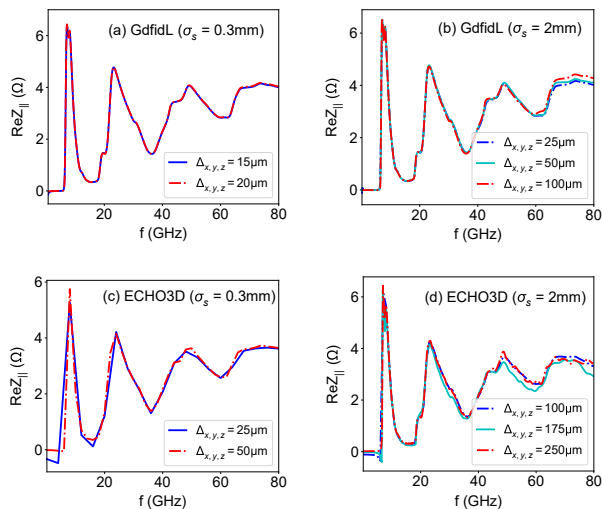 (a) GdfidL (σs = 0.3mm)
ReZ|| (Ω)
6
4
2
0
Δx,y,z = 15μm
Δx,y,z = 20μm
20 40 60 80
f (GHz)
(b) GdfidL (σs = 2mm)
ReZ|| (Ω)
6
4
2
0
Δx,y,z = 25μm
Δx,y,z = 50μm
Δx,y,z = 100μm
20 40 60 80
f (GHz)
(c) ECHO3D (σs = 0.3mm)
ReZ|| (Ω)
6
4
2
0
Δx,y,z = 25μm
Δx,y,z = 50μm
20 40 60 80
f (GHz)
(d) ECHO3D (σs = 2mm)
ReZ|| (Ω)
6
4
2
0
Δx,y,z = 100μm
Δx,y,z = 175μm
Δx,y,z = 250μm
20 40 60 80
f (GHz)